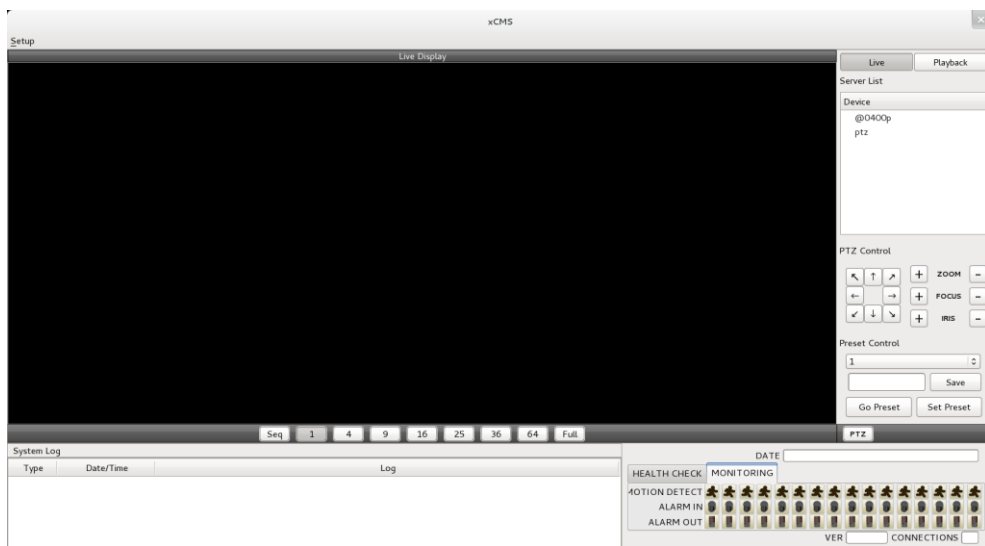 xCMS
Setup
Live Display
Live Playback
Server List
Device
@0400p
ptz
PTZ Control
↖ ↑ ↗ + ZOOM -
← → + FOCUS -
↙ ↓ ↘ + IRIS -
Preset Control
1
Save
Go Preset Set Preset
Seq 1 4 9 16 25 36 64 Full PTZ
System Log
Type Date/Time Log
DATE
HEALTH CHECK MONITORING
MOTION DETECT
ALARM IN
ALARM OUT
VER CONNECTIONS